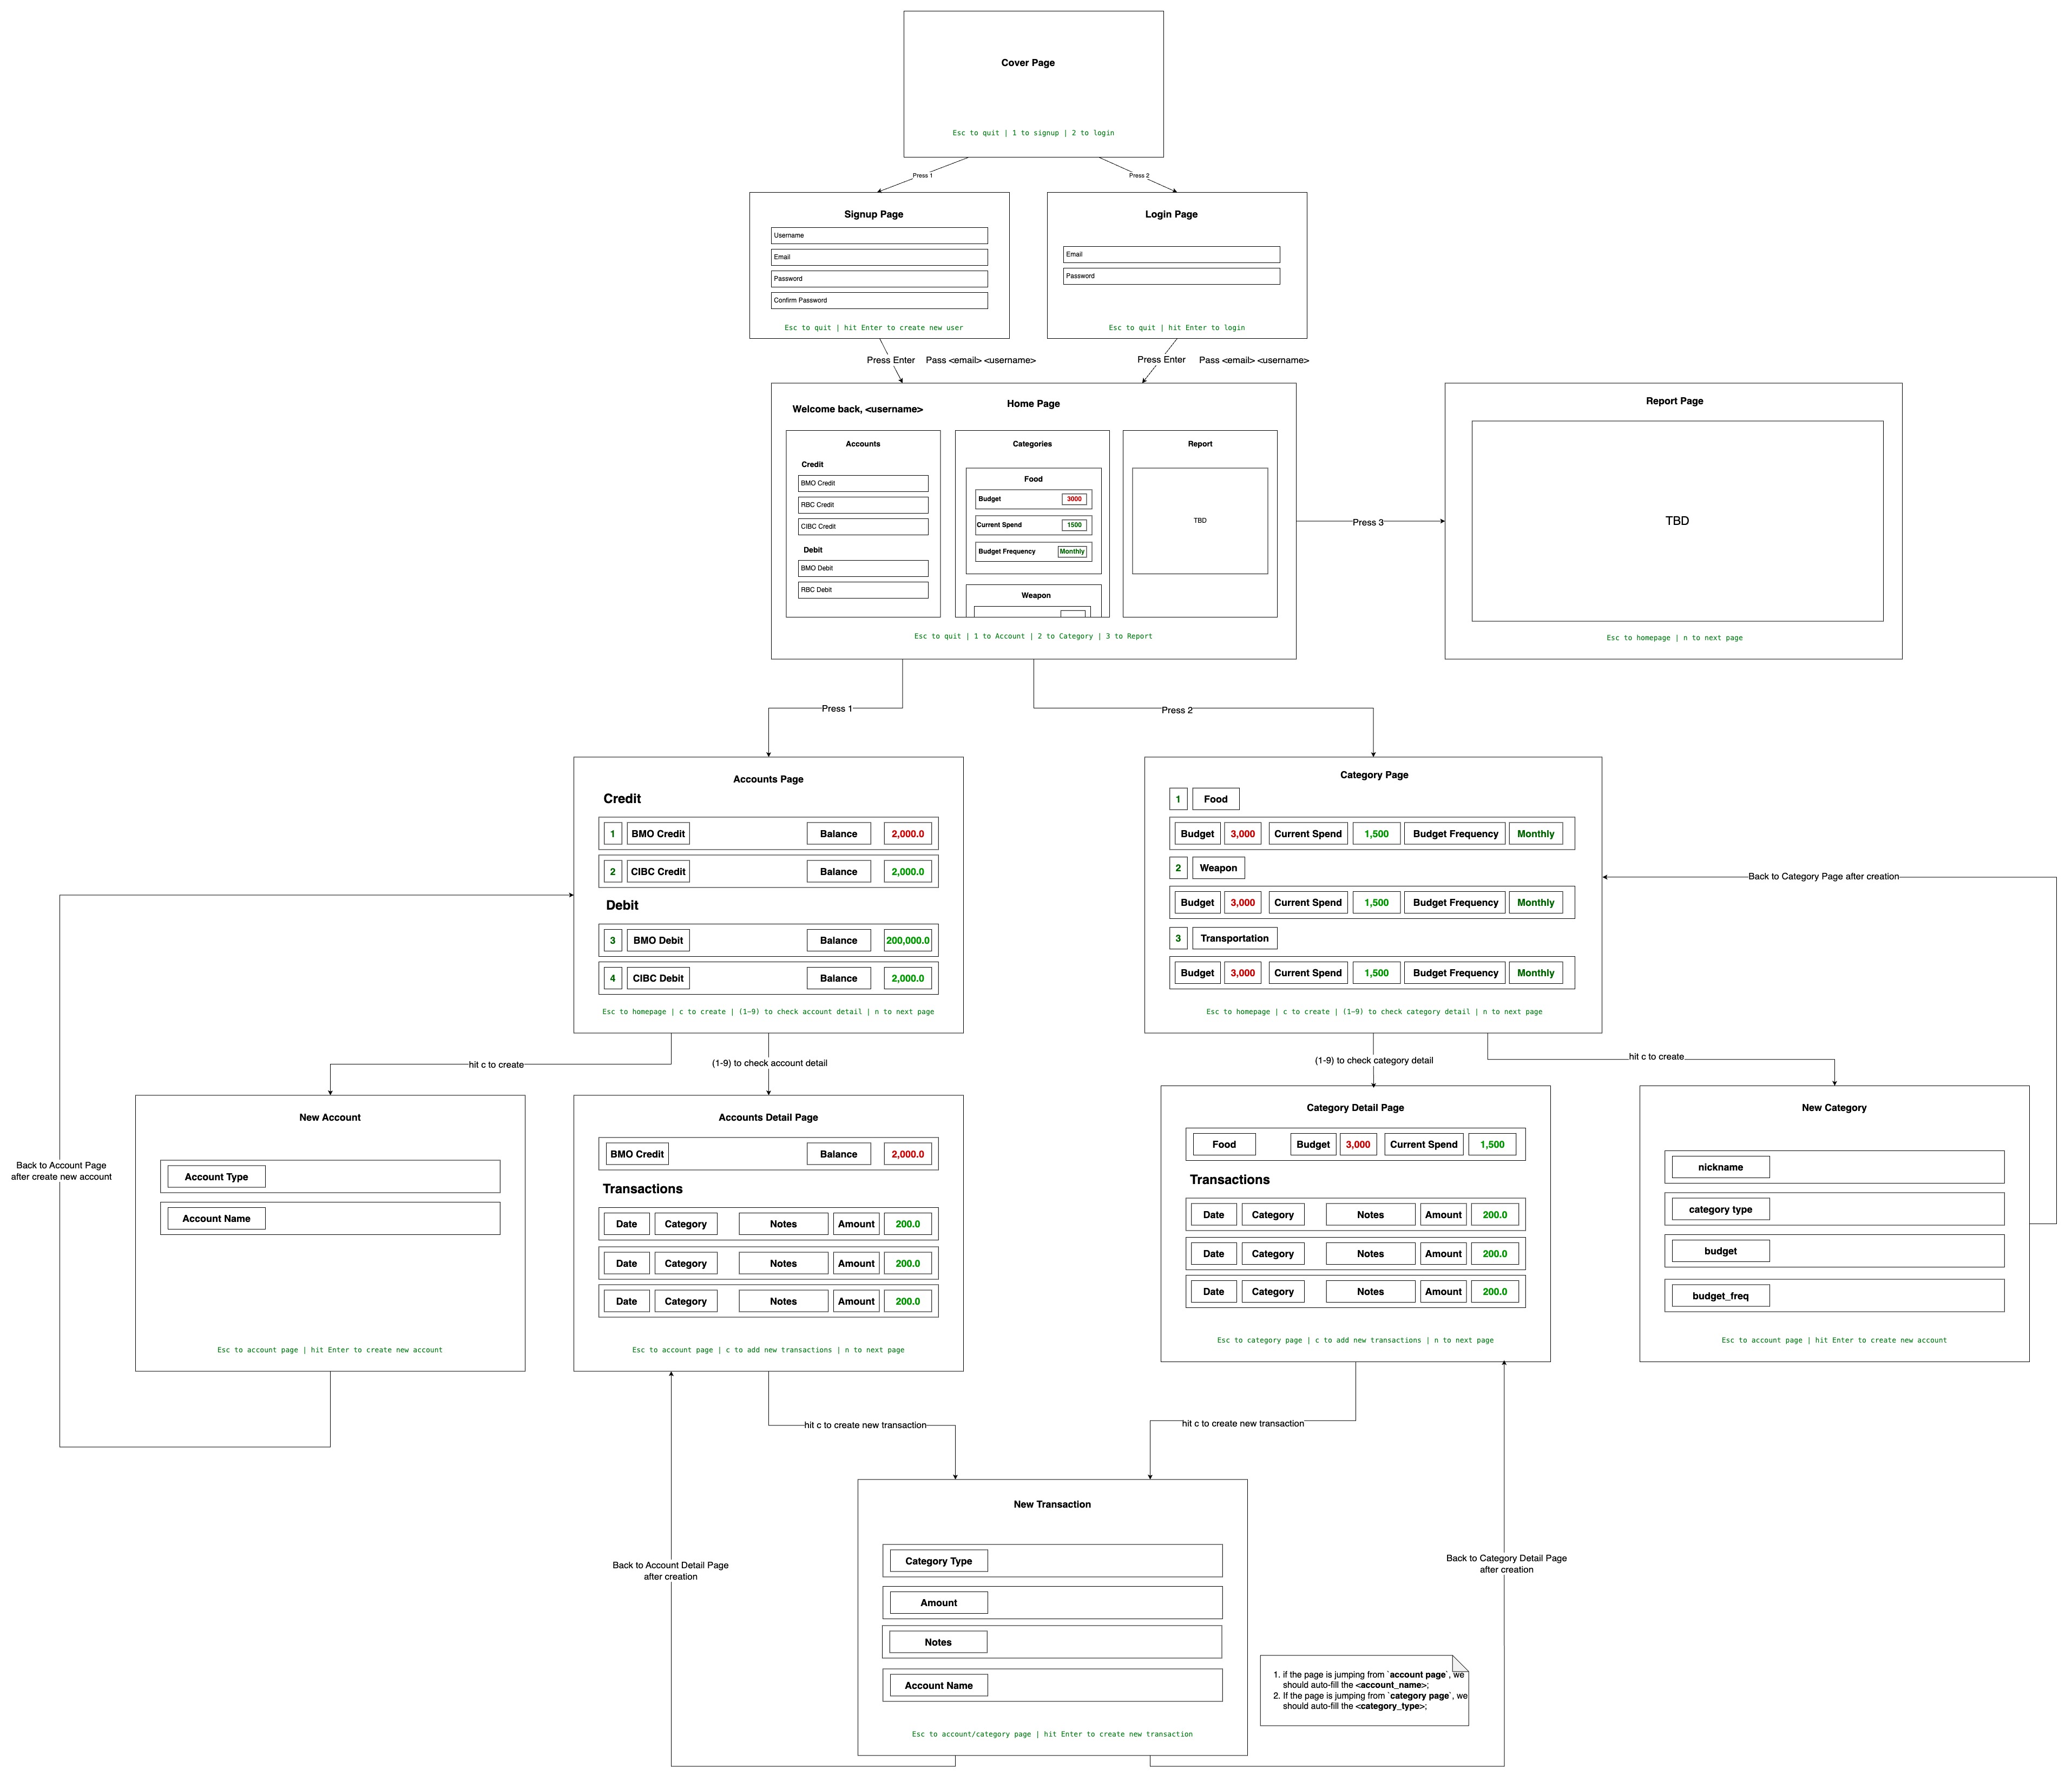 Cover Page
Esc to quit | 1 to signup | 2 to login
Press 1
Press 2
Signup Page
Username
Email
Password
Confirm Password
Esc to quit | hit Enter to create new user
Login Page
Email
Password
Esc to quit | hit Enter to login
Press Enter
Pass <email> <username>
Press Enter
Pass <email> <username>
Welcome back, <username>
Home Page
Accounts
Credit
BMO Credit
RBC Credit
CIBC Credit
Debit
BMO Debit
RBC Debit
Categories
Food
Budget 3000
Current Spend 1500
Budget Frequency Monthly
Weapon
Report
TBD
Esc to quit | 1 to Account | 2 to Category | 3 to Report
Press 3
Report Page
TBD
Esc to homepage | n to next page
Press 1
Press 2
Accounts Page
Credit
1 BMO Credit Balance 2,000.0
2 CIBC Credit Balance 2,000.0
Debit
3 BMO Debit Balance 200,000.0
4 CIBC Debit Balance 2,000.0
Esc to homepage | c to create | (1-9) to check account detail | n to next page
Category Page
1 Food
Budget 3,000 Current Spend 1,500 Budget Frequency Monthly
2 Weapon
Budget 3,000 Current Spend 1,500 Budget Frequency Monthly
3 Transportation
Budget 3,000 Current Spend 1,500 Budget Frequency Monthly
Esc to homepage | c to create | (1-9) to check category detail | n to next page
Back to Category Page after creation
hit c to create
(1-9) to check account detail
(1-9) to check category detail
hit c to create
Back to Account Page
after create new account
New Account
Account Type
Account Name
Esc to account page | hit Enter to create new account
Accounts Detail Page
BMO Credit Balance 2,000.0
Transactions
Date Category Notes Amount 200.0
Date Category Notes Amount 200.0
Date Category Notes Amount 200.0
Esc to account page | c to add new transactions | n to next page
Category Detail Page
Food Budget 3,000 Current Spend 1,500
Transactions
Date Category Notes Amount 200.0
Date Category Notes Amount 200.0
Date Category Notes Amount 200.0
Esc to category page | c to add new transactions | n to next page
New Category
nickname
category type
budget
budget_freq
Esc to account page | hit Enter to create new account
hit c to create new transaction
hit c to create new transaction
Back to Account Detail Page
after creation
Back to Category Detail Page
after creation
New Transaction
Category Type
Amount
Notes
Account Name
Esc to account/category page | hit Enter to create new transaction
1. if the page is jumping from `account page`, we
should auto-fill the <account_name>;
2. If the page is jumping from `category page`, we
should auto-fill the <category_type>;